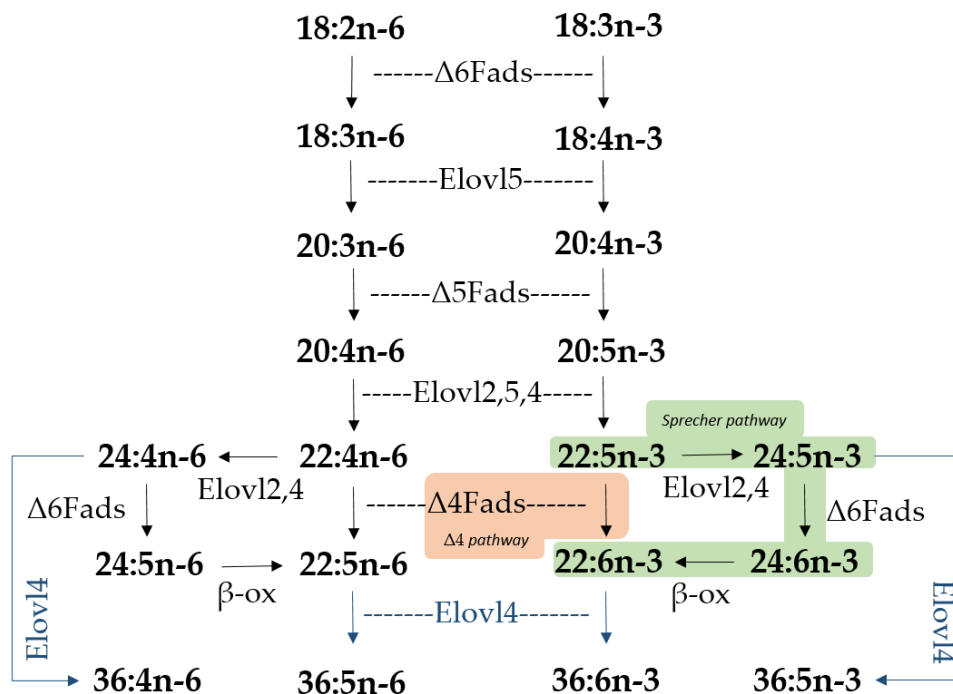 18:2n-6 18:3n-3
------Δ6Fads------
18:3n-6 18:4n-3
-------Elovl5-------
20:3n-6 20:4n-3
------Δ5Fads------
20:4n-6 20:5n-3
-----Elovl2,5,4-----
Sprecher pathway
24:4n-6 22:4n-6 22:5n-3 24:5n-3
Elovl2,4 Elovl2,4
Δ6Fads ------Δ4Fads------ Δ6Fads
Δ4 pathway
24:5n-6 22:5n-6 22:6n-3 24:6n-3
β-ox β-ox
Elovl4 ------Elovl4------ Elovl4
36:4n-6 36:5n-6 36:6n-3 36:5n-3